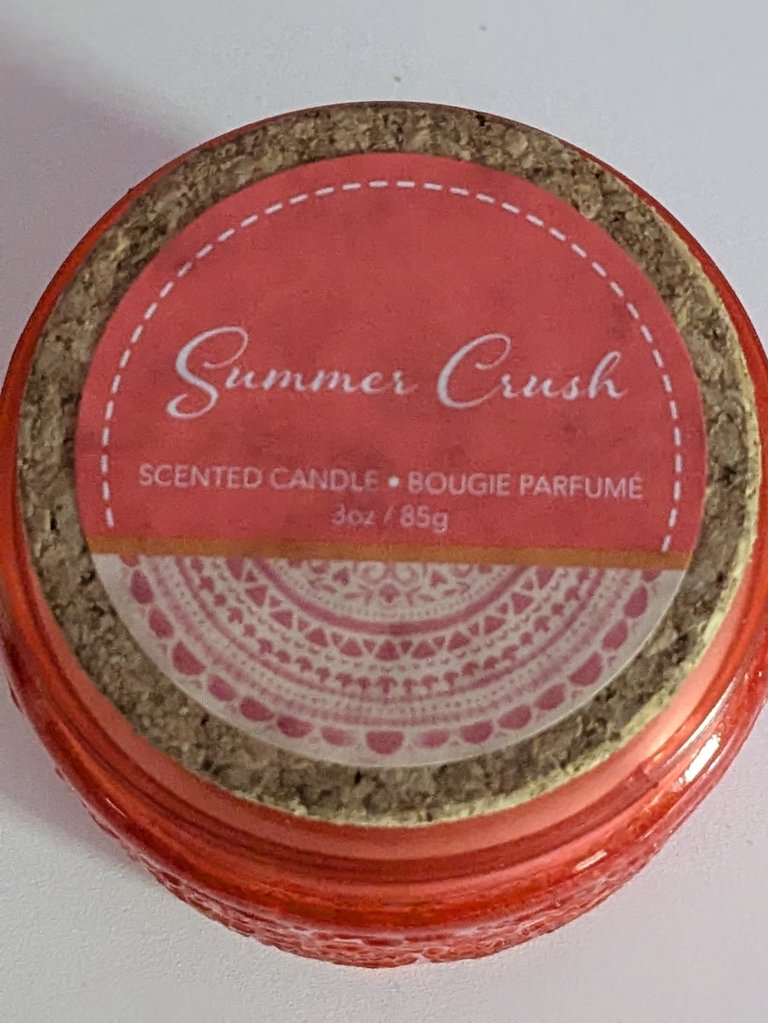 Summer Crush
SCENTED CANDLE • BOUGIE PARFUMÉ
3oz / 85g